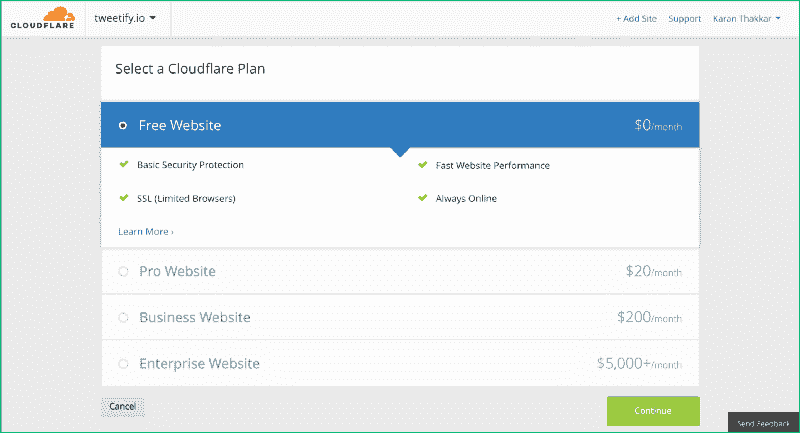 CLOUDFLARE
tweetify.io
+ Add Site Support Karan Thakkar
Select a Cloudflare Plan
Free Website $0/month
Basic Security Protection Fast Website Performance
SSL (Limited Browsers) Always Online
Learn More ›
Pro Website $20/month
Business Website $200/month
Enterprise Website $5,000+/month
Cancel Continue
Send Feedback